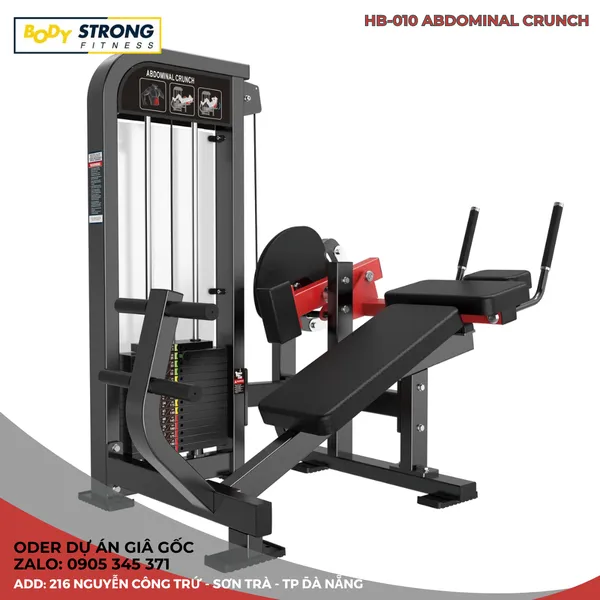 BODY STRONG
FITNESS
HB-010 ABDOMINAL CRUNCH
ABDOMINAL CRUNCH
ODER DỰ ÁN GIÂ GỐC
ZALO: 0905 345 371
ADD: 216 NGUYỄN CÔNG TRỨ - SƠN TRÀ - TP ĐÀ NẴNG